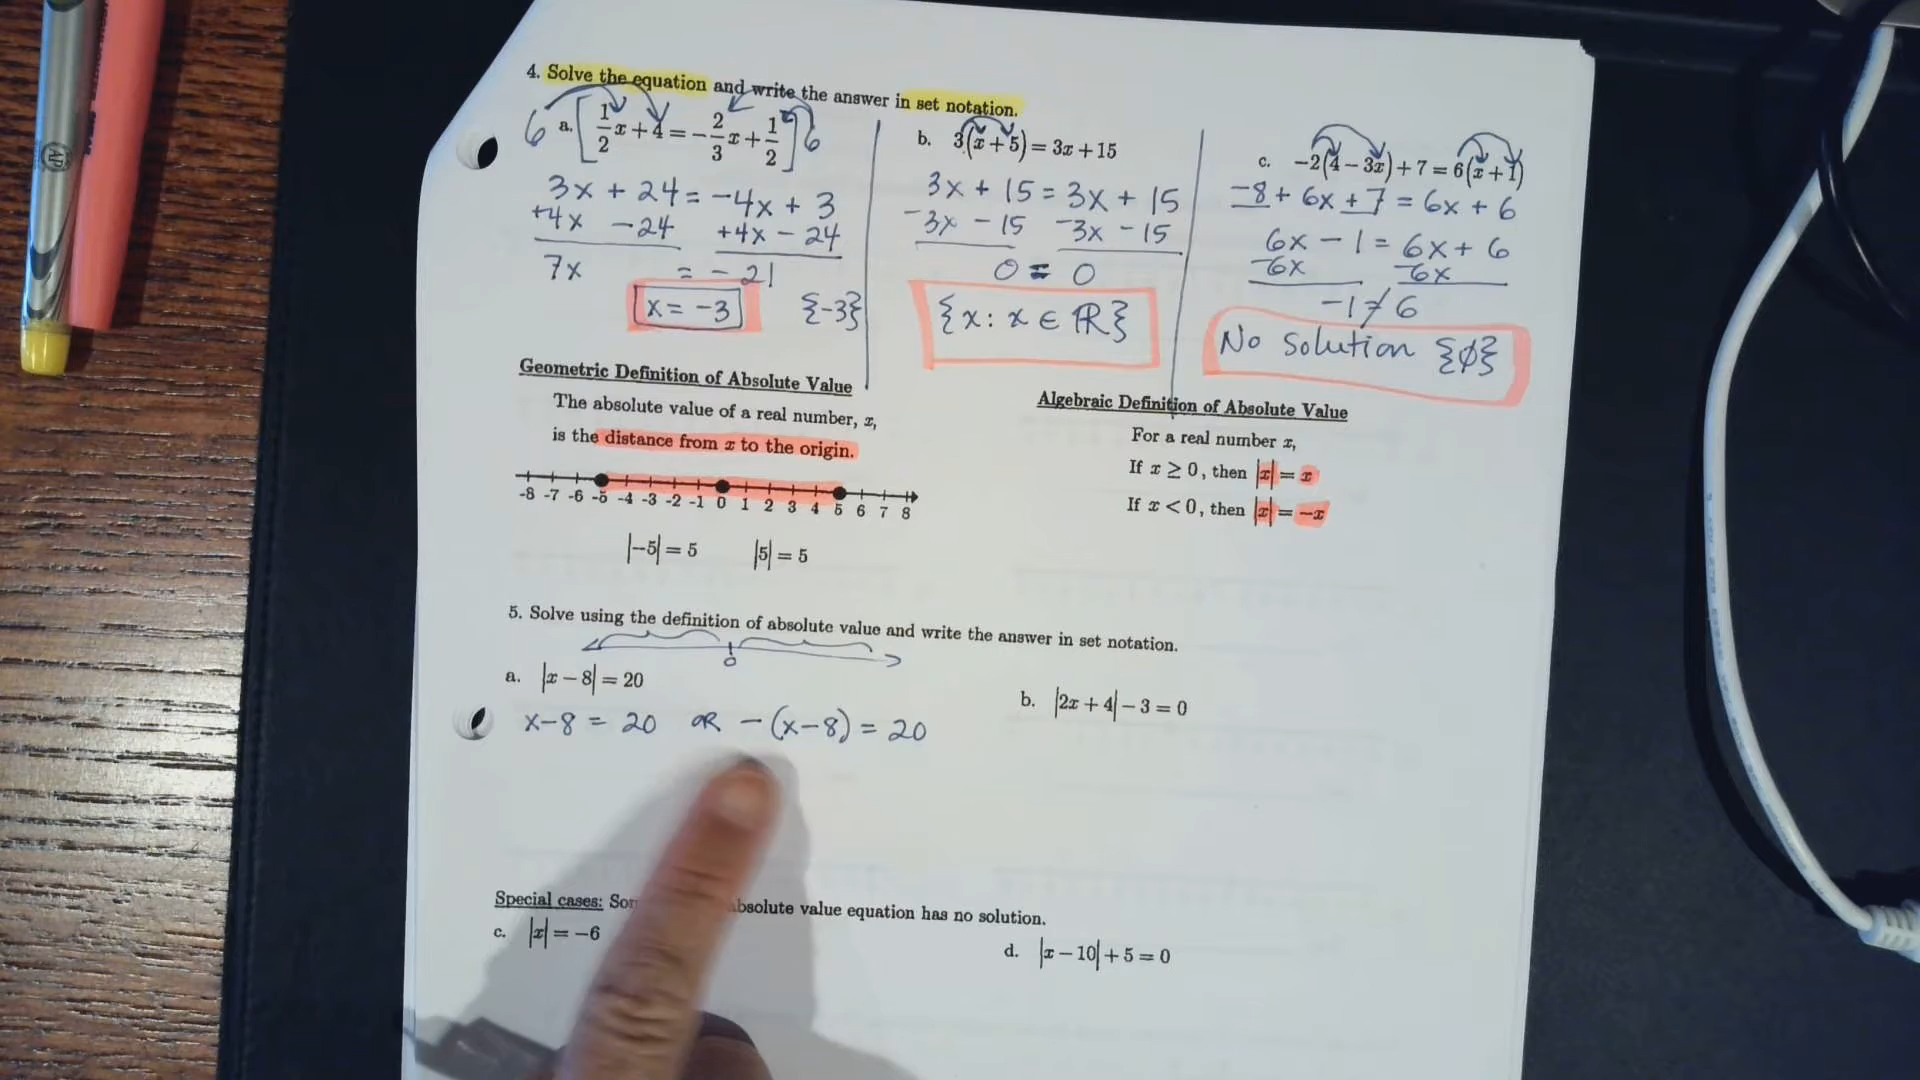 4. Solve the equation and write the answer in set notation.
6 a. [1/2 x + 4 = -2/3 x + 1/2] 6
3x + 24 = -4x + 3
+4x - 24 +4x - 24
7x = -21
x = -3 {-3}
b. 3(x + 5) = 3x + 15
3x + 15 = 3x + 15
-3x - 15 -3x - 15
0 = 0
{x: x ∈ ℝ}
c. -2(4 - 3x) + 7 = 6(x + 1)
-8 + 6x + 7 = 6x + 6
6x - 1 = 6x + 6
-6x -6x
-1 ≠ 6
No solution {∅}
Geometric Definition of Absolute Value
The absolute value of a real number, x,
is the distance from x to the origin.
-8 -7 -6 -5 -4 -3 -2 -1 0 1 2 3 4 5 6 7 8
|-5| = 5 |5| = 5
Algebraic Definition of Absolute Value
For a real number x,
If x ≥ 0, then |x| = x
If x < 0, then |x| = -x
5. Solve using the definition of absolute value and write the answer in set notation.
0
a. |x - 8| = 20
x-8 = 20 OR -(x-8) = 20
b. |2x + 4| - 3 = 0
Special cases: absolute value equation has no solution.
c. |x| = -6
d. |x - 10| + 5 = 0